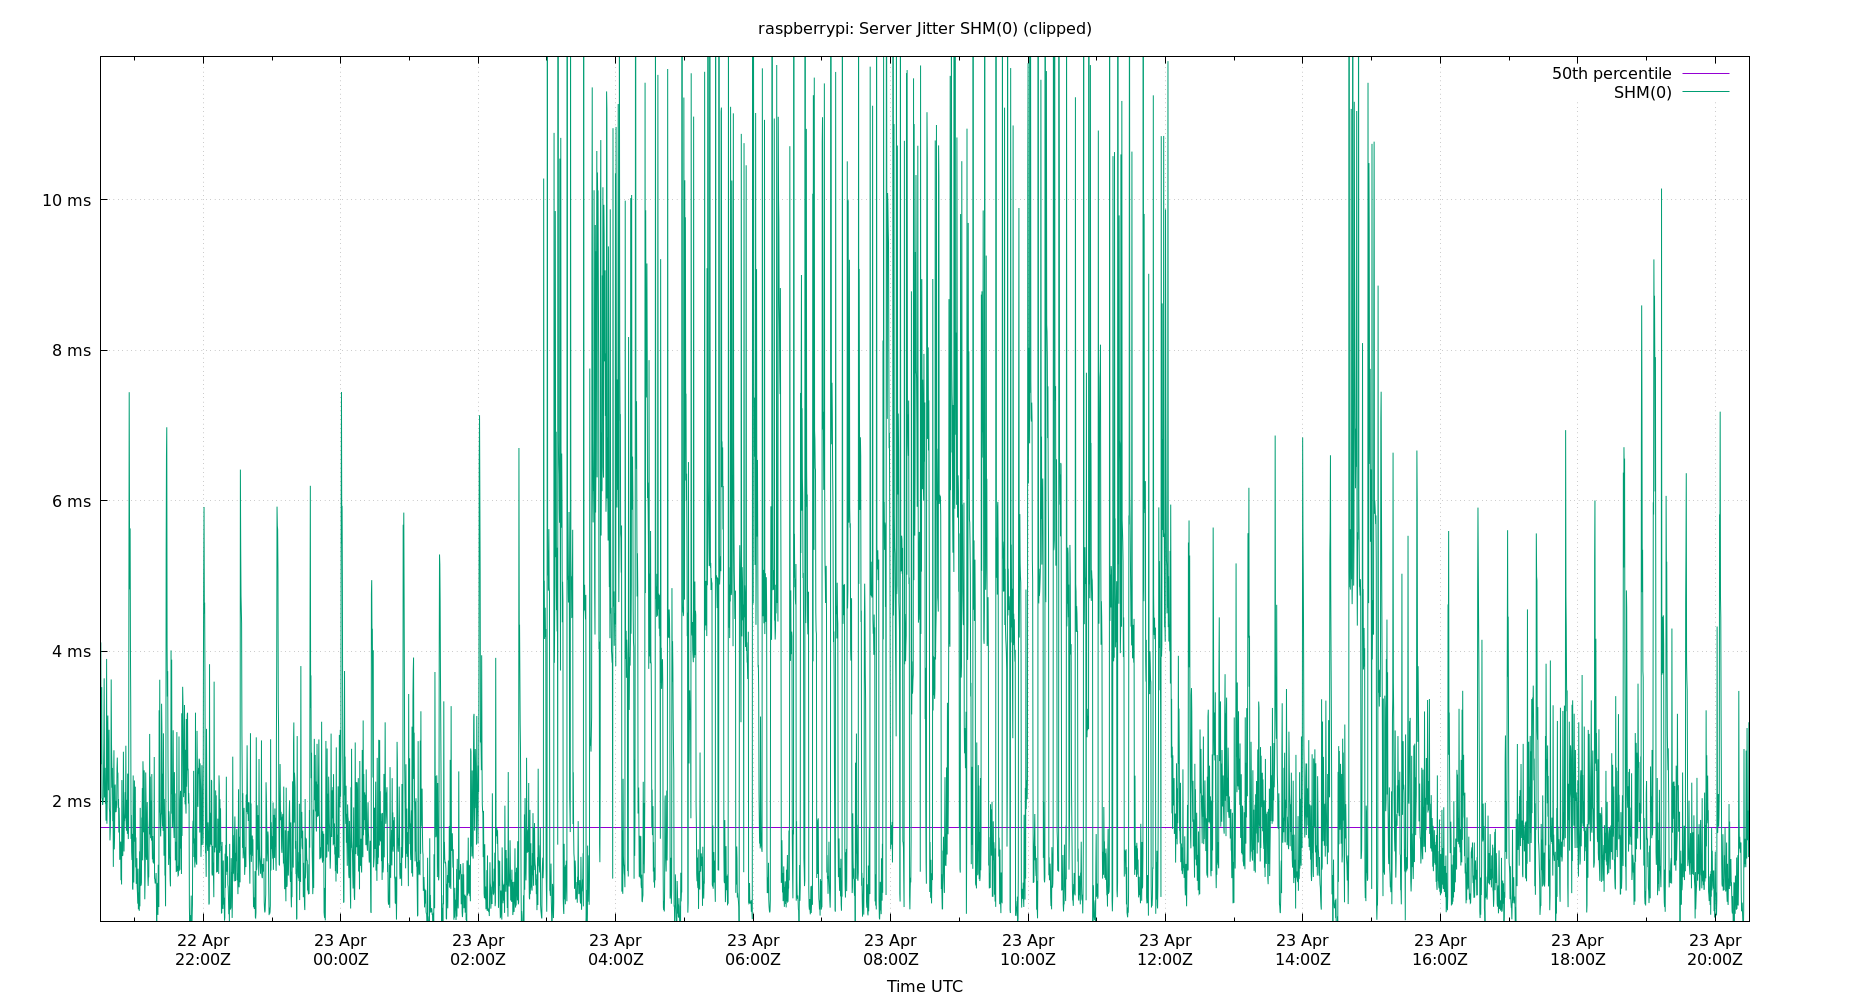 raspberrypi: Server Jitter SHM(0) (clipped)
50th percentile
SHM(0)
10 ms
8 ms
6 ms
4 ms
2 ms
22 Apr 23 Apr 23 Apr 23 Apr 23 Apr 23 Apr 23 Apr 23 Apr 23 Apr 23 Apr 23 Apr 23 Apr
22:00Z 00:00Z 02:00Z 04:00Z 06:00Z 08:00Z 10:00Z 12:00Z 14:00Z 16:00Z 18:00Z 20:00Z
Time UTC